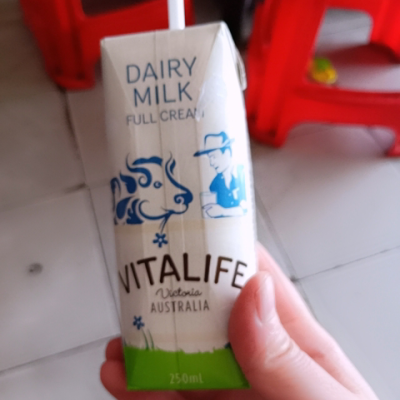 DAIRY
MILK
FULL CREAM
VITALIFE
Victoria
AUSTRALIA
250mL